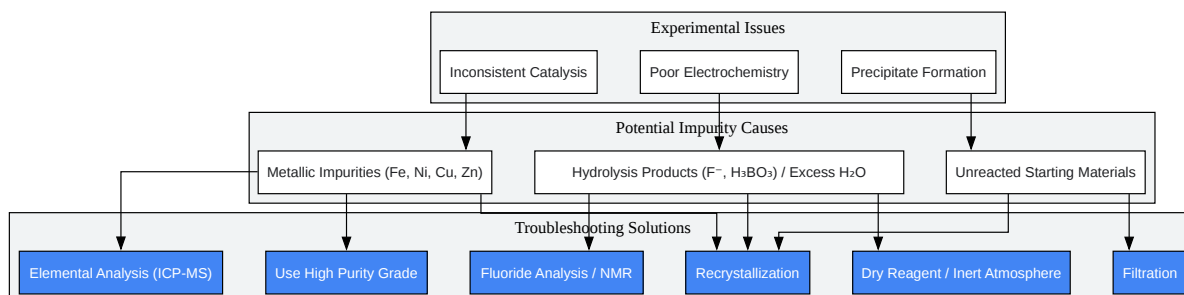 Experimental Issues
Inconsistent Catalysis
Poor Electrochemistry
Precipitate Formation
Potential Impurity Causes
Metallic Impurities (Fe, Ni, Cu, Zn)
Hydrolysis Products (F⁻, H₃BO₃) / Excess H₂O
Unreacted Starting Materials
Troubleshooting Solutions
Elemental Analysis (ICP-MS)
Use High Purity Grade
Fluoride Analysis / NMR
Recrystallization
Dry Reagent / Inert Atmosphere
Filtration